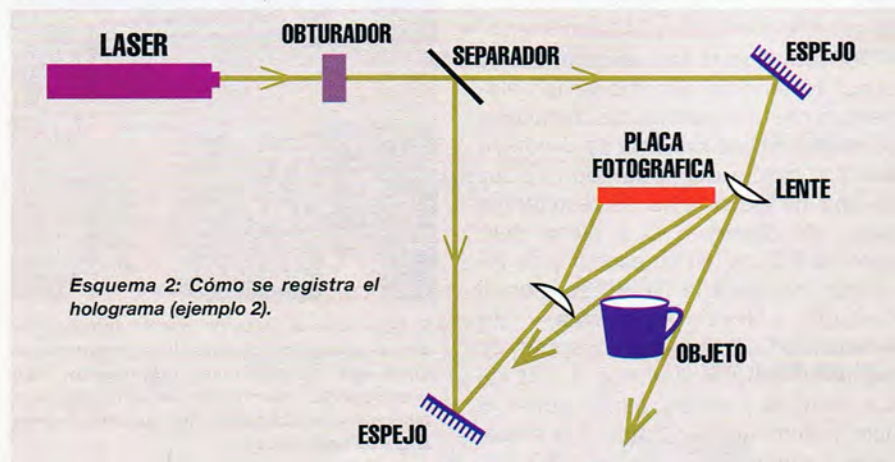 LASER
OBTURADOR
SEPARADOR
ESPEJO
PLACA
FOTOGRAFICA
LENTE
Esquema 2: Cómo se registra el
holograma (ejemplo 2).
OBJETO
ESPEJO